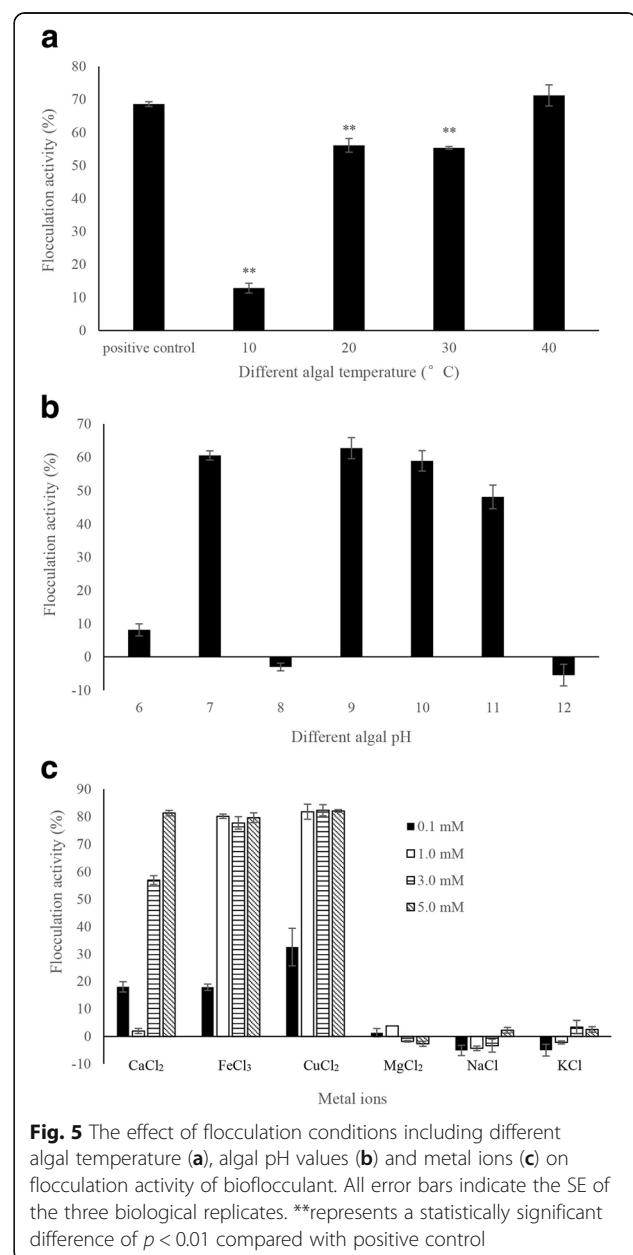 a
80
70
60
50
40
30
20
10
0
Flocculation activity (%)
**
**
**
positive control 10 20 30 40
Different algal temperature (° C)
b
70
60
50
40
30
20
10
0
-10
Flocculation activity (%)
6 7 8 9 10 11 12
Different algal pH
c
90
80
70
60
50
40
30
20
10
0
-10
Flocculation activity (%)
0.1 mM
1.0 mM
3.0 mM
5.0 mM
CaCl₂ FeCl₃ CuCl₂ MgCl₂ NaCl KCl
Metal ions
Fig. 5 The effect of flocculation conditions including different
algal temperature (a), algal pH values (b) and metal ions (c) on
flocculation activity of bioflocculant. All error bars indicate the SE of
the three biological replicates. **represents a statistically significant
difference of p < 0.01 compared with positive control